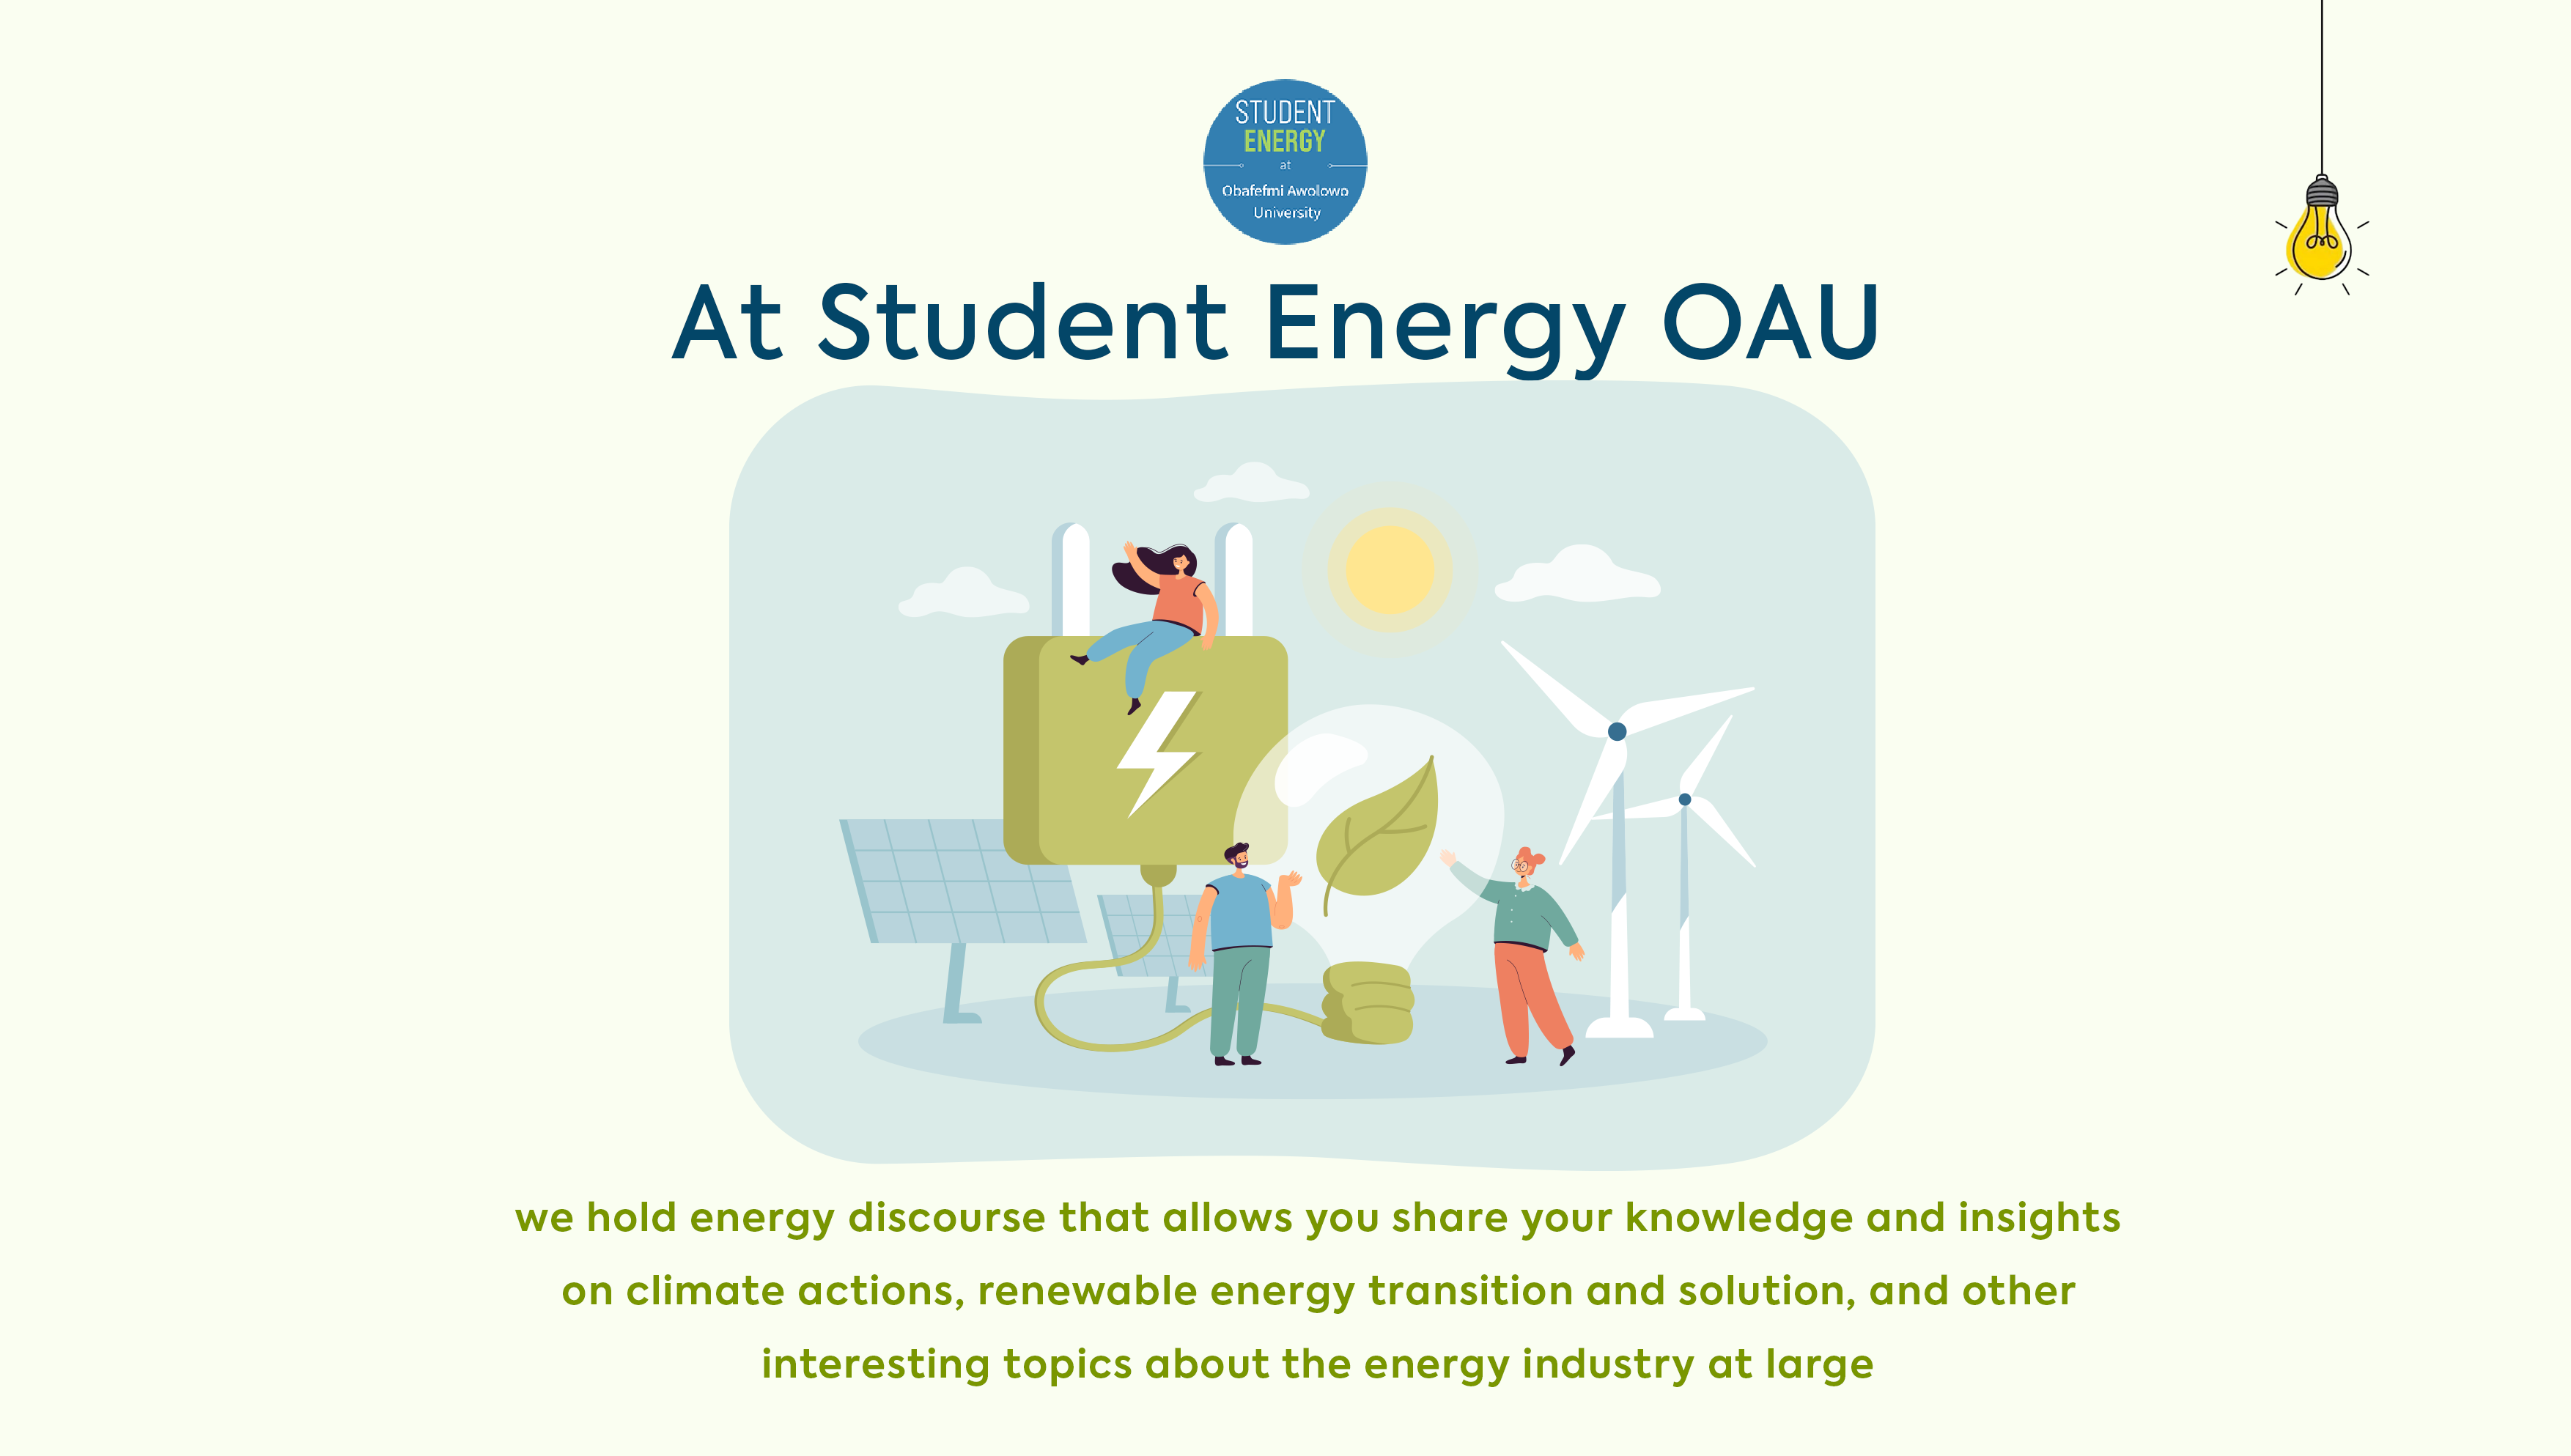 STUDENT
ENERGY
at
Obafefmi Awolowo
University
At Student Energy OAU
we hold energy discourse that allows you share your knowledge and insights
on climate actions, renewable energy transition and solution, and other
interesting topics about the energy industry at large